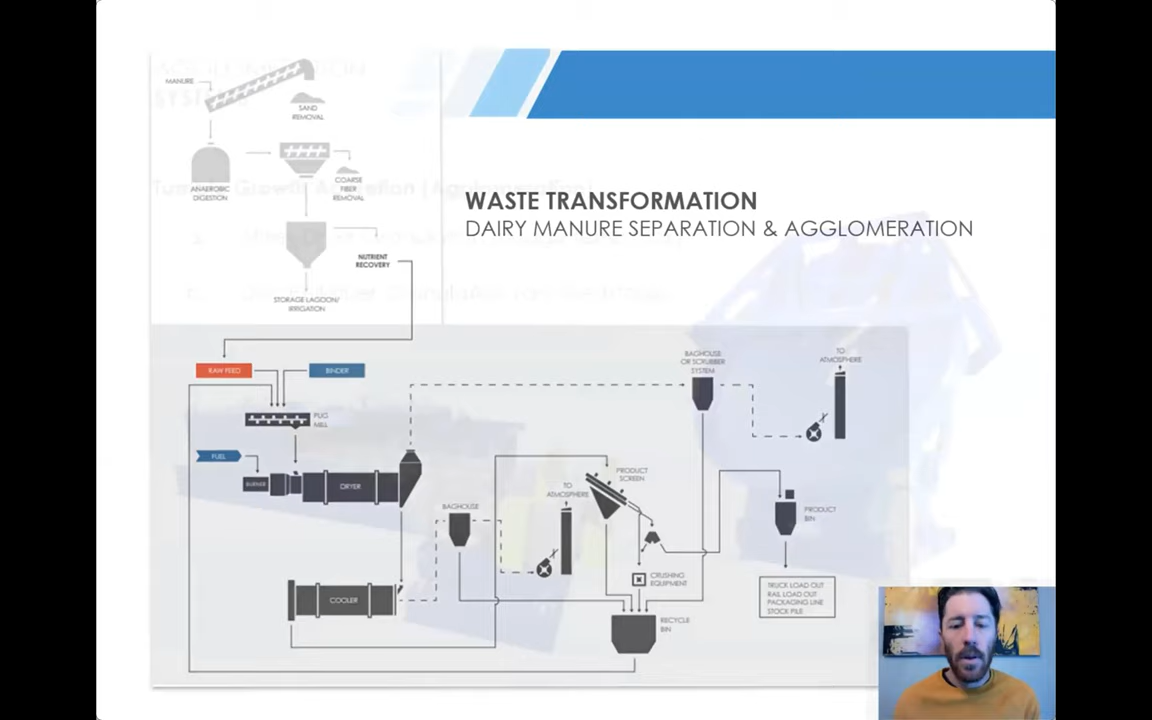 WASTE TRANSFORMATION
DAIRY MANURE SEPARATION & AGGLOMERATION
MANURE
SAND
REMOVAL
ANAEROBIC
DIGESTION
COARSE
FIBER
REMOVAL
NUTRIENT
RECOVERY
STORAGE LAGOON/
IRRIGATION
RAW FEED
BINDER
PUG
MILL
FUEL
BURNER
DRYER
COOLER
BAGHOUSE
TO
ATMOSPHERE
PRODUCT
SCREEN
CRUSHING
EQUIPMENT
RECYCLE
BIN
BAGHOUSE
OR SCRUBBER
SYSTEM
TO
ATMOSPHERE
PRODUCT
BIN
TRUCK LOAD OUT
RAIL LOAD OUT
PACKAGING LINE
STOCK PILE